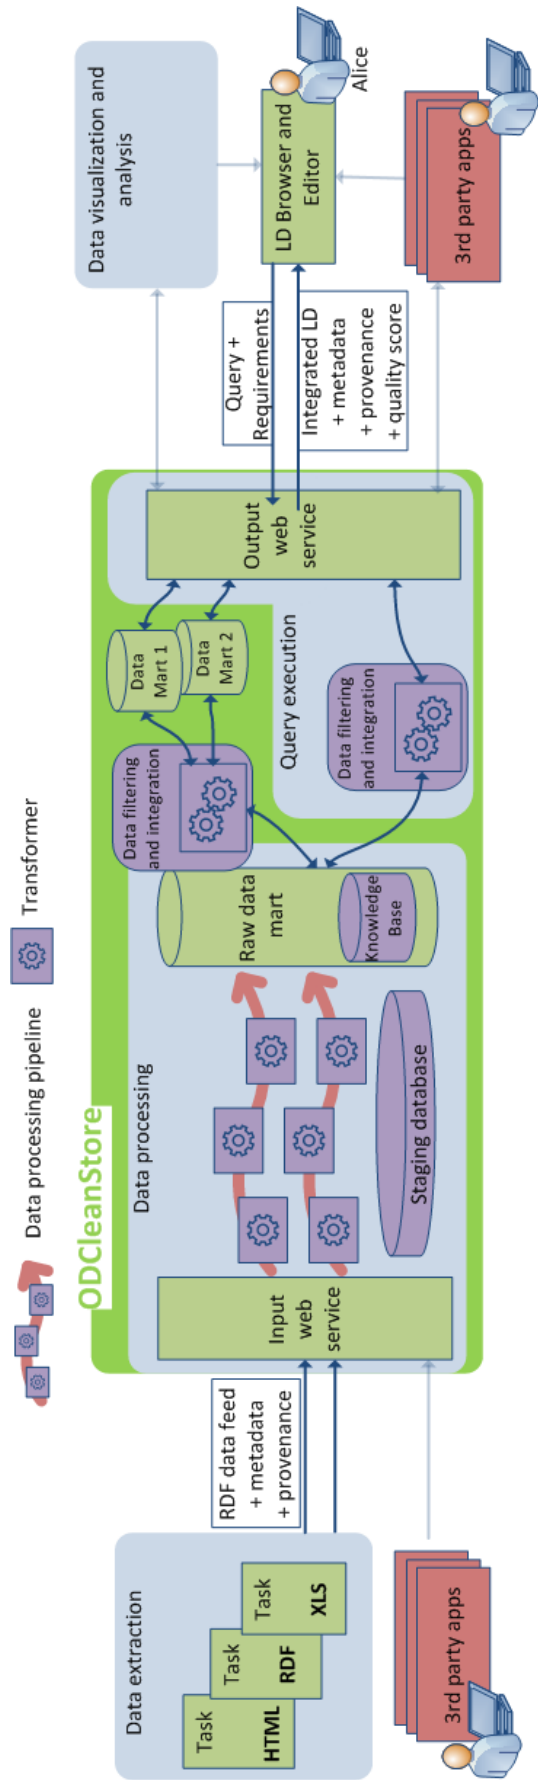 Data processing pipeline
Transformer
ODCleanStore
Data extraction
Task
HTML
Task
RDF
Task
XLS
3rd party apps
RDF data feed
+ metadata
+ provenance
Data processing
Input
web
service
Staging database
Raw data
mart
Knowledge
Base
Data filtering
and integration
Data
Mart 1
Data
Mart 2
Query execution
Data filtering
and integration
Output
web
service
Query +
Requirements
Integrated LD
+ metadata
+ provenance
+ quality score
Data visualization and
analysis
LD Browser and
Editor
Alice
3rd party apps